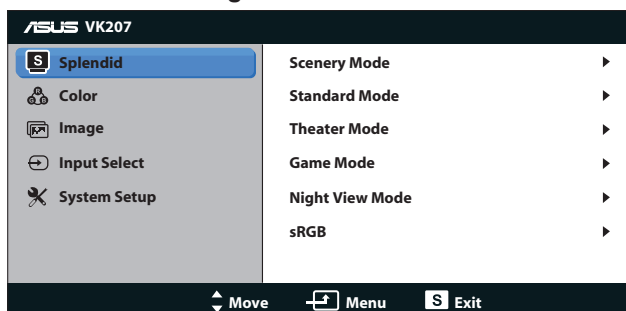 ASUS VK207
S Splendid
Color
Image
Input Select
System Setup
Scenery Mode
Standard Mode
Theater Mode
Game Mode
Night View Mode
sRGB
Move Menu S Exit